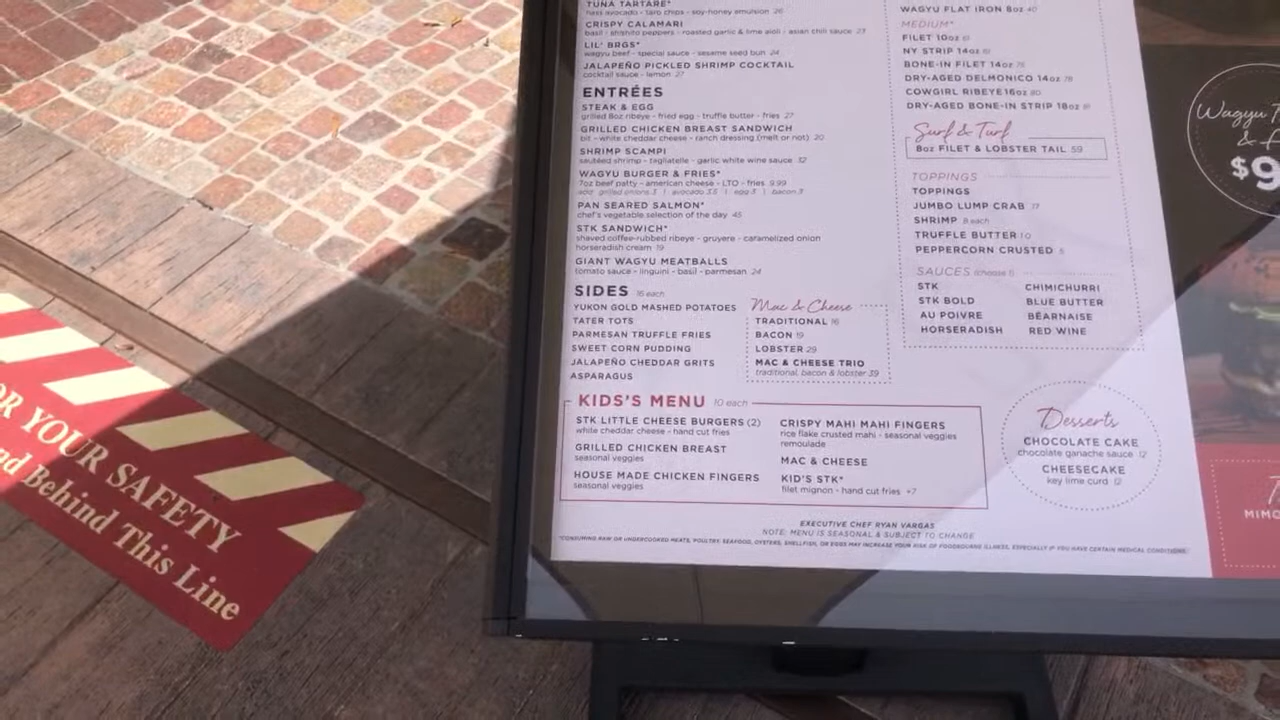 TUNA TARTARE*
hass avocado - taro chips - soy-honey emulsion 26
CRISPY CALAMARI
basil - shishito peppers - roasted garlic & lime aioli - asian chili sauce 23
LIL' BRGS*
wagyu beef - special sauce - sesame seed bun 24
JALAPEÑO PICKLED SHRIMP COCKTAIL
cocktail sauce - lemon 27
ENTRÉES
STEAK & EGG
grilled 8oz ribeye - fried egg - truffle butter - fries 27
GRILLED CHICKEN BREAST SANDWICH
blt - white cheddar cheese - ranch dressing (melt or not) 20
SHRIMP SCAMPI
sautéed shrimp - tagliatelle - garlic white wine sauce 32
WAGYU BURGER & FRIES*
7oz beef patty - american cheese - LTO - fries 9.99
add: grilled onions 3 | avocado 3.5 | egg 3 | bacon 3
PAN SEARED SALMON*
chef's vegetable selection of the day 45
STK SANDWICH*
shaved coffee-rubbed ribeye - gruyere - caramelized onion
horseradish cream 19
GIANT WAGYU MEATBALLS
tomato sauce - linguini - basil - parmesan 24
SIDES 16 each
YUKON GOLD MASHED POTATOES
TATER TOTS
PARMESAN TRUFFLE FRIES
SWEET CORN PUDDING
JALAPEÑO CHEDDAR GRITS
ASPARAGUS
Mac & Cheese
TRADITIONAL 16
BACON 19
LOBSTER 29
MAC & CHEESE TRIO
traditional, bacon & lobster 39
WAGYU FLAT IRON 8oz 40
MEDIUM*
FILET 10oz
NY STRIP 14oz
BONE-IN FILET 14oz
DRY-AGED DELMONICO 14oz 78
COWGIRL RIBEYE 16oz 80
DRY-AGED BONE-IN STRIP 18oz
Surf & Turf
8oz FILET & LOBSTER TAIL 59
TOPPINGS
TOPPINGS
JUMBO LUMP CRAB 17
SHRIMP 8 each
TRUFFLE BUTTER 10
PEPPERCORN CRUSTED
SAUCES (choose 1)
STK
STK BOLD
AU POIVRE
HORSERADISH
CHIMICHURRI
BLUE BUTTER
BÉARNAISE
RED WINE
KIDS'S MENU 10 each
STK LITTLE CHEESE BURGERS (2)
white cheddar cheese - hand cut fries
GRILLED CHICKEN BREAST
seasonal veggies
HOUSE MADE CHICKEN FINGERS
seasonal veggies
CRISPY MAHI MAHI FINGERS
rice flake crusted mahi - seasonal veggies
remoulade
MAC & CHEESE
KID'S STK*
filet mignon - hand cut fries +7
Desserts
CHOCOLATE CAKE
chocolate ganache sauce 12
CHEESECAKE
key lime curd 12
EXECUTIVE CHEF RYAN VARGAS
NOTE: MENU IS SEASONAL & SUBJECT TO CHANGE
*CONSUMING RAW OR UNDERCOOKED MEATS, POULTRY, SEAFOOD, OYSTERS, SHELLFISH, OR EGGS MAY INCREASE YOUR RISK OF FOODBOURNE ILLNESS, ESPECIALLY IF YOU HAVE CERTAIN MEDICAL CONDITIONS.
Wagyu
&
$9
MIMO
OR YOUR SAFETY
nd Behind This Line